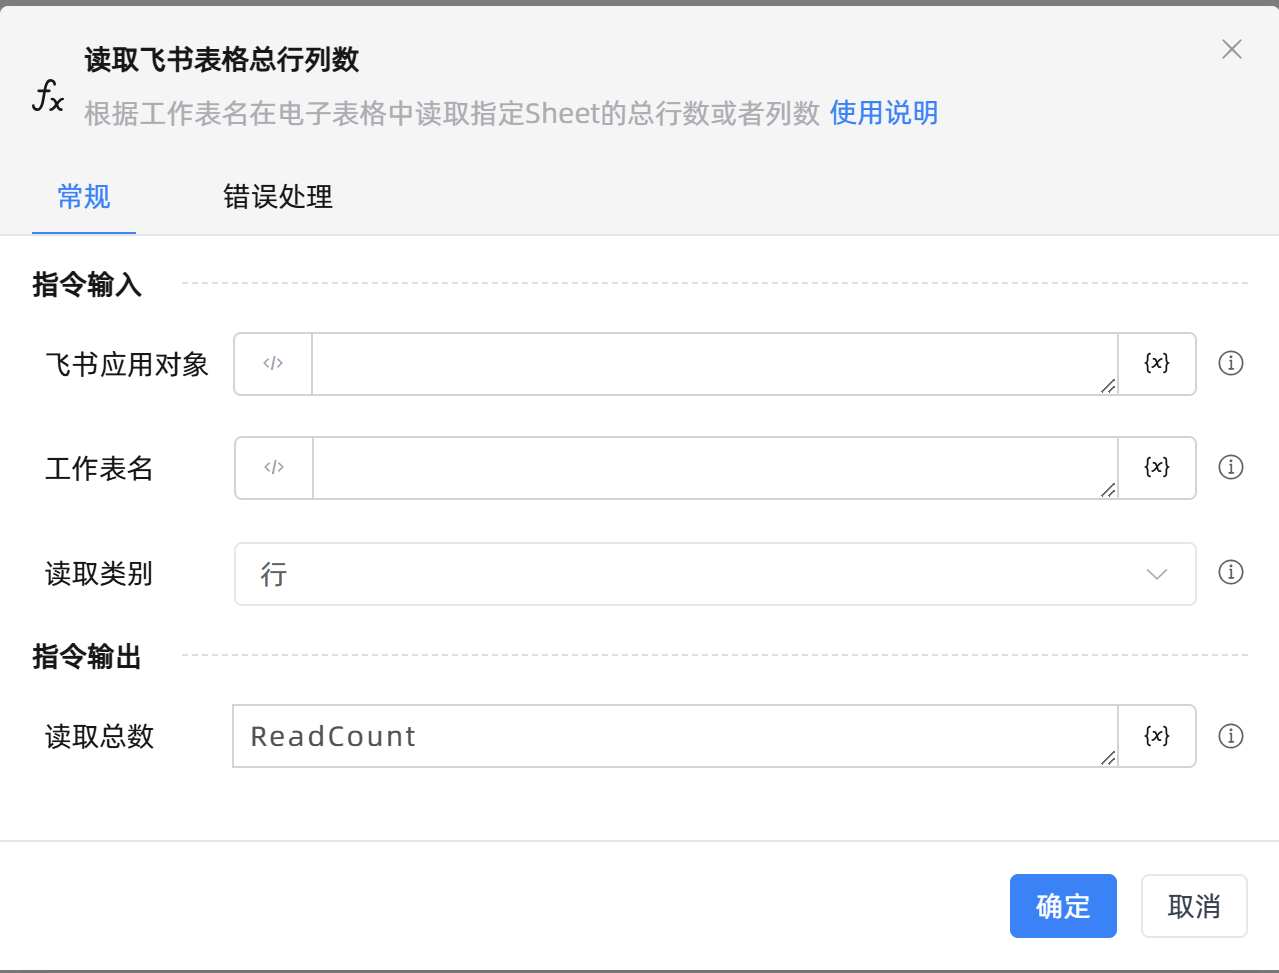 读取飞书表格总行列数
fx
根据工作表名在电子表格中读取指定Sheet的总行数或者列数 使用说明
常规 错误处理
指令输入
飞书应用对象 </> {x}
工作表名 </> {x}
读取类别 行
指令输出
读取总数 ReadCount {x}
确定 取消